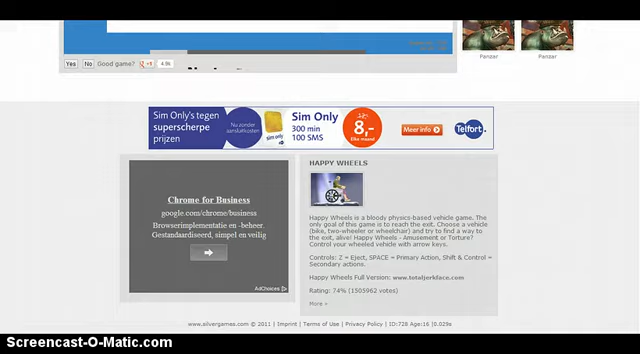 Panzar
Panzar
Yes No Good game? +1 4.9k
Sim Only's tegen
superscherpe
prijzen
Nu zonder
aansluitkosten
Sim Only
300 min
100 SMS
8,-
Elke maand
Meer info
Telfort.
Chrome for Business
google.com/chrome/business
Browserimplementatie en -beheer.
Gestandaardiseerd, simpel en veilig
AdChoices
HAPPY WHEELS
Happy Wheels is a bloody physics-based vehicle game. The
only goal of this game is to reach the exit. Choose a vehicle
(bike, two-wheeler or wheelchair) and try to find a way to
the exit, alive! Happy Wheels - Amusement or Torture?
Control your wheeled vehicle with arrow keys.
Controls: Z = Eject, SPACE = Primary Action, Shift & Control =
Secondary actions.
Happy Wheels Full Version: www.totaljerkface.com
Rating: 74% (1505962 votes)
More >
www.silvergames.com © 2011 | Imprint | Terms of Use | Privacy Policy | ID:728 Age:16 |0.029s
Screencast-O-Matic.com